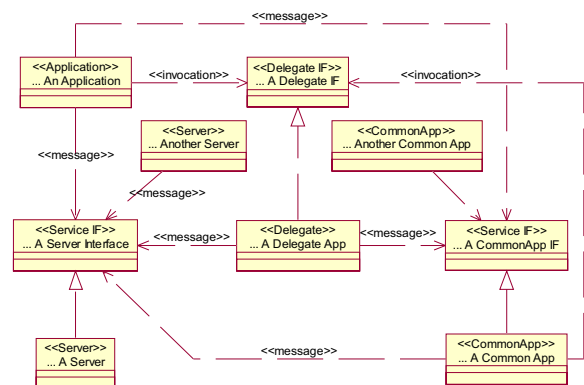 <<message>>
<<Application>>
... An Application
<<invocation>>
<<Delegate IF>>
... A Delegate IF
<<invocation>>
<<message>>
<<Server>>
... Another Server
<<CommonApp>>
... Another Common App
<<message>>
<<Service IF>>
... A Server Interface
<<message>>
<<Delegate>>
... A Delegate App
<<message>>
<<Service IF>>
... A CommonApp IF
<<Server>>
... A Server
<<message>>
<<CommonApp>>
... A Common App